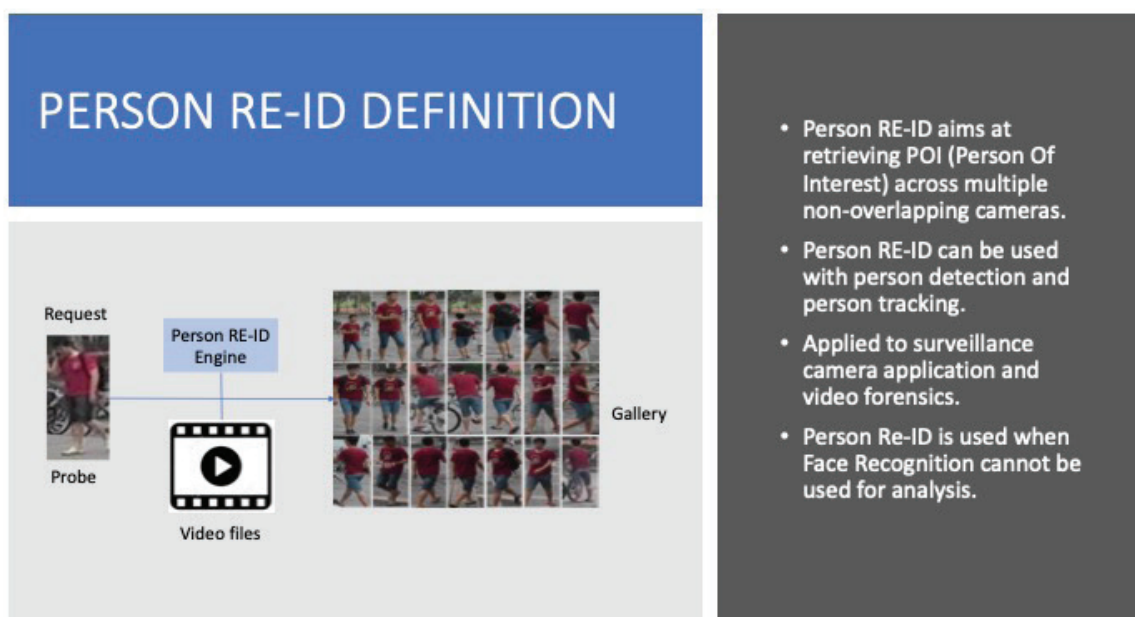 PERSON RE-ID DEFINITION
Request
Probe
Person RE-ID
Engine
Video files
Gallery
• Person RE-ID aims at
retrieving POI (Person Of
Interest) across multiple
non-overlapping cameras.
• Person RE-ID can be used
with person detection and
person tracking.
• Applied to surveillance
camera application and
video forensics.
• Person Re-ID is used when
Face Recognition cannot be
used for analysis.